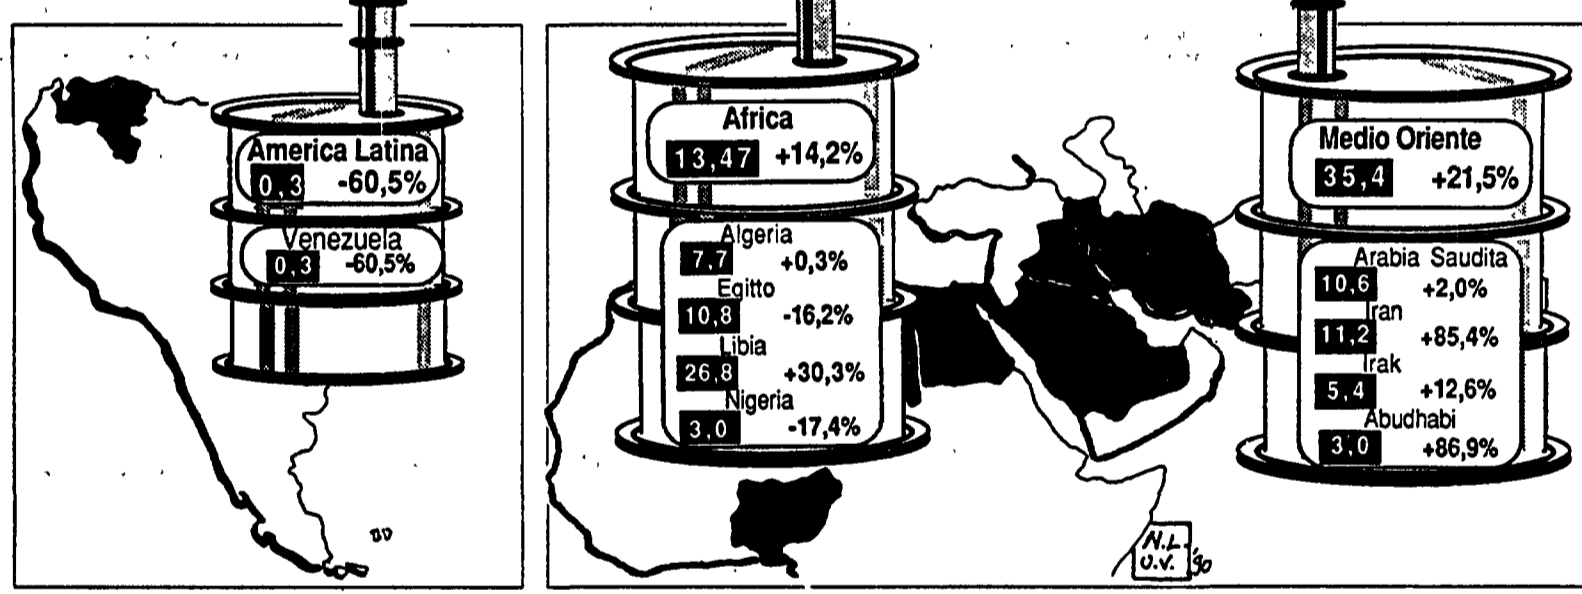 America Latina
0,3 -60,5%
Venezuela
0,3 -60,5%
Africa
13,47 +14,2%
Algeria
7,7 +0,3%
Egitto
10,8 -16,2%
Libia
26,8 +30,3%
Nigeria
3,0 -17,4%
Medio Oriente
35,4 +21,5%
Arabia Saudita
10,6 +2,0%
Iran
11,2 +85,4%
Irak
5,4 +12,6%
Abudhabi
3,0 +86,9%
N.L.
U.V. '90